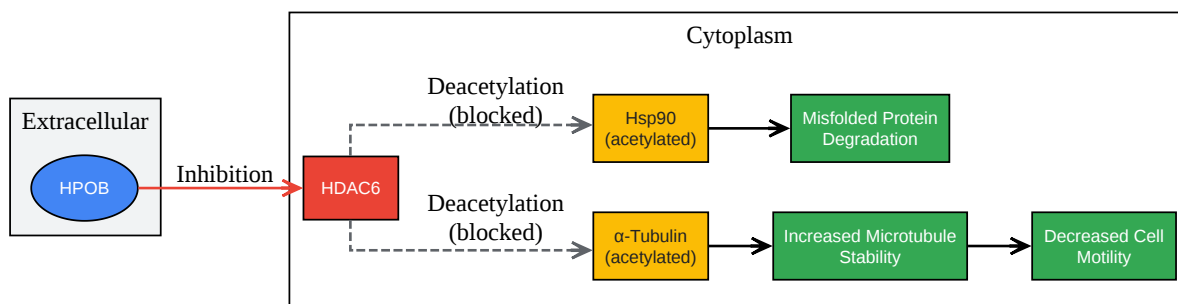 Cytoplasm
Extracellular
HPOB
Inhibition
HDAC6
Deacetylation
(blocked)
Hsp90
(acetylated)
Misfolded Protein
Degradation
Deacetylation
(blocked)
α-Tubulin
(acetylated)
Increased Microtubule
Stability
Decreased Cell
Motility